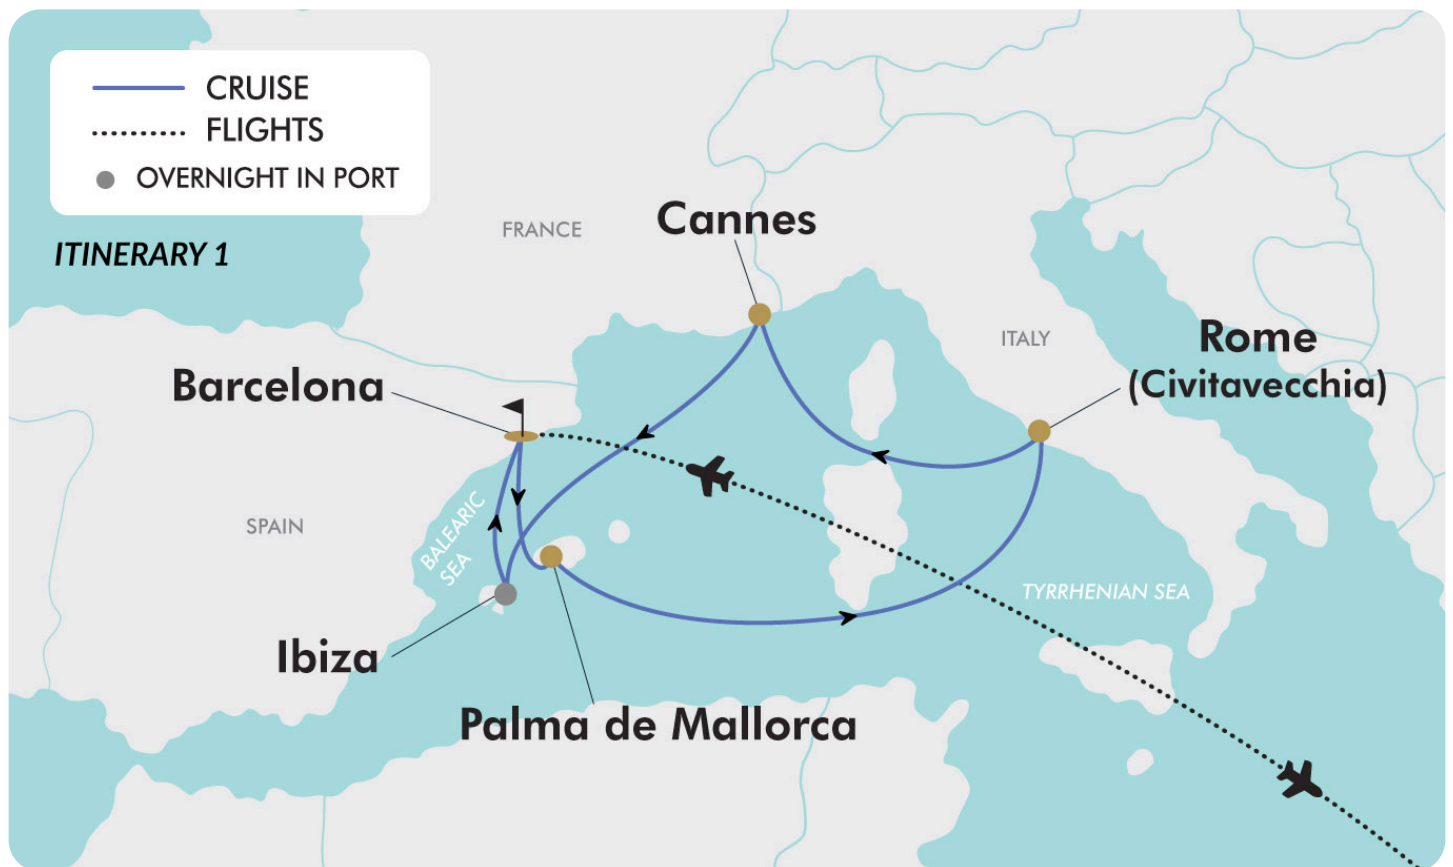 CRUISE
FLIGHTS
OVERNIGHT IN PORT
ITINERARY 1
FRANCE
Cannes
ITALY
Rome
(Civitavecchia)
Barcelona
SPAIN
BALEARIC
SEA
TYRRHENIAN SEA
Ibiza
Palma de Mallorca